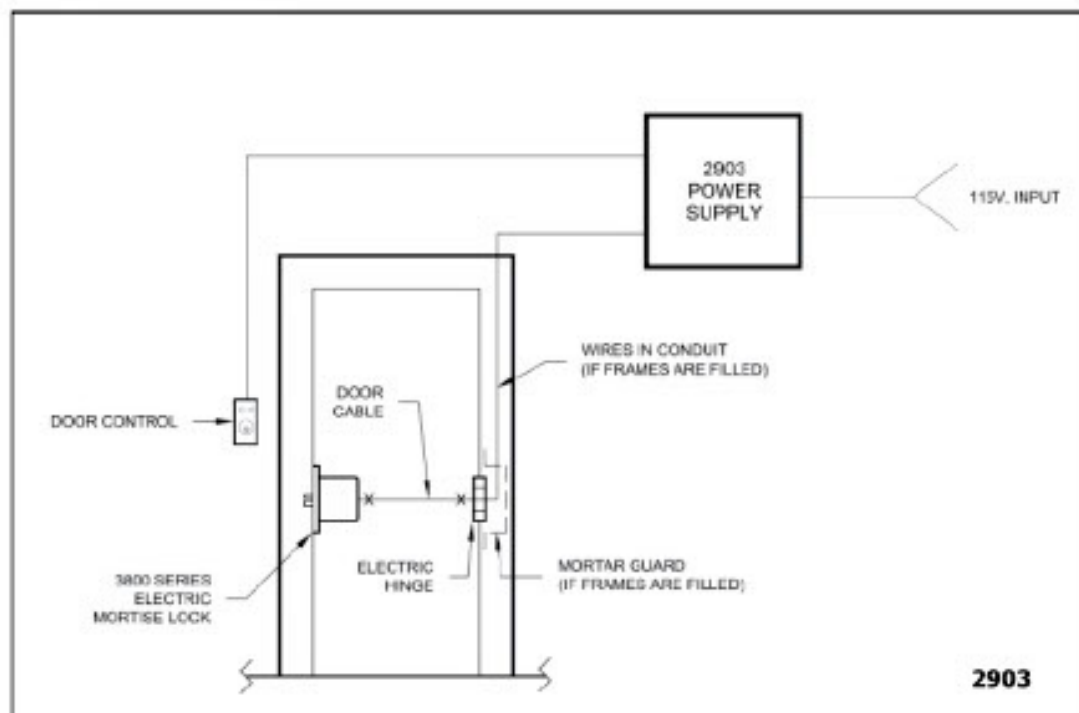 2903
POWER
SUPPLY
115V. INPUT
WIRES IN CONDUIT
(IF FRAMES ARE FILLED)
DOOR
CABLE
DOOR CONTROL
ELECTRIC
HINGE
MORTAR GUARD
(IF FRAMES ARE FILLED)
3800 SERIES
ELECTRIC
MORTISE LOCK
2903